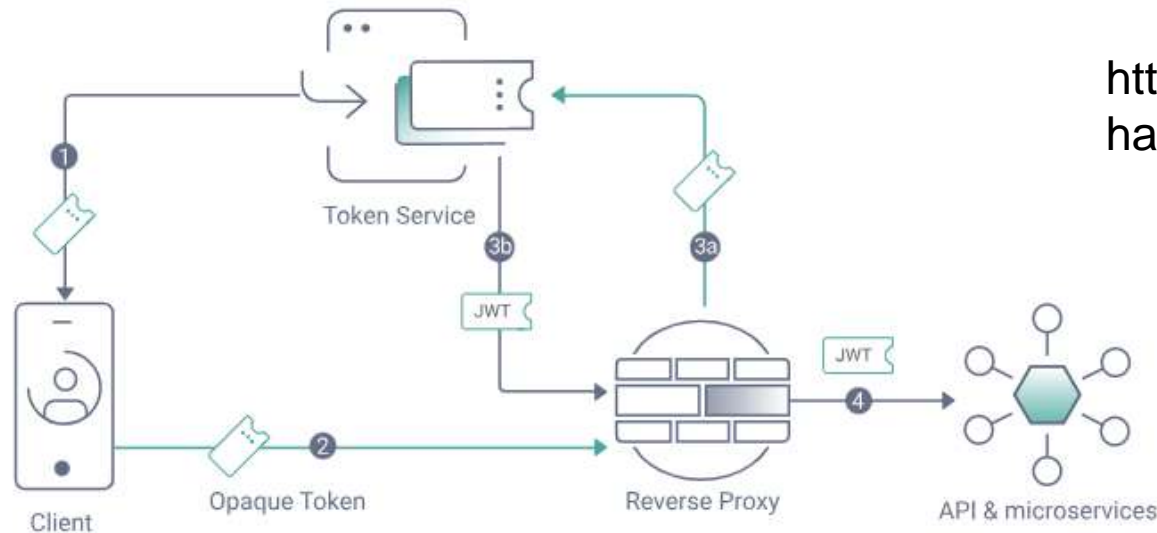 htt
ha
1
Token Service
3b
3a
JWT
JWT
4
2
Opaque Token
Client
Reverse Proxy
API & microservices